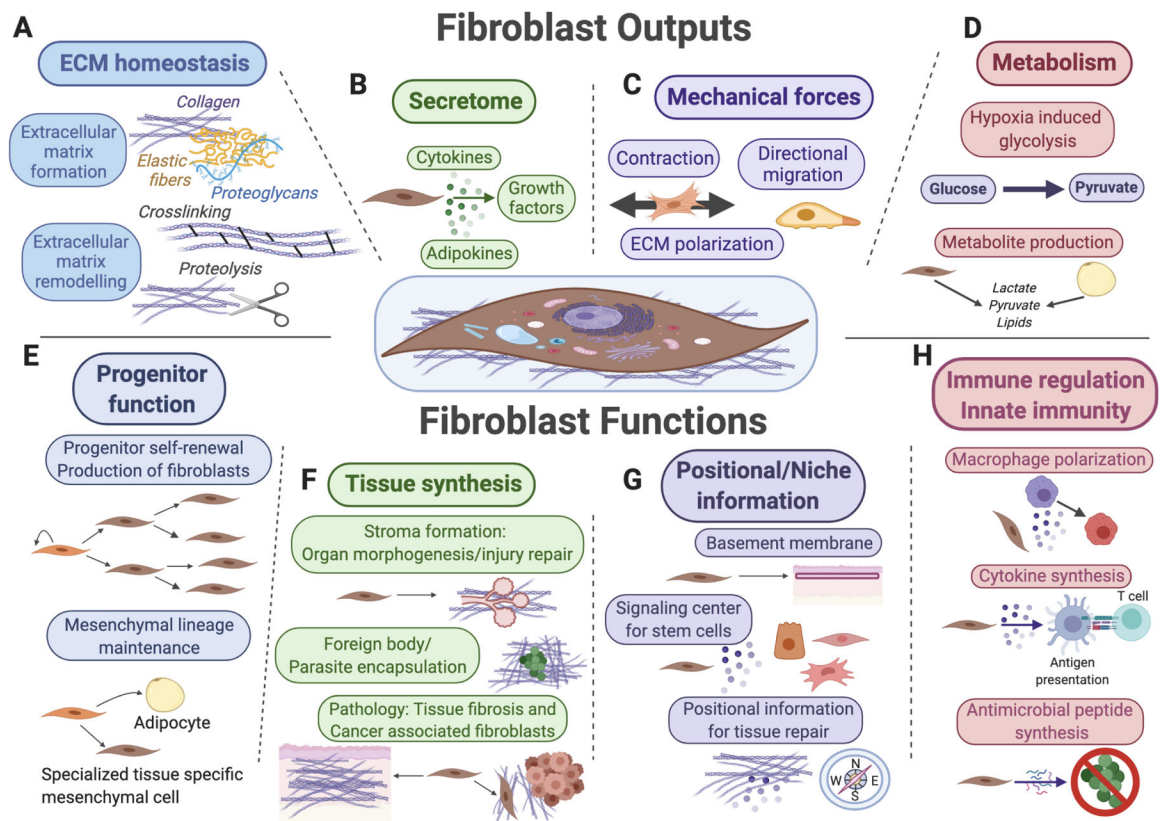 Fibroblast Outputs
A
ECM homeostasis
Collagen
Extracellular
matrix
formation
Elastic
fibers
Proteoglycans
Crosslinking
Extracellular
matrix
remodelling
Proteolysis
B
Secretome
Cytokines
Growth
factors
Adipokines
C
Mechanical forces
Contraction
Directional
migration
ECM polarization
D
Metabolism
Hypoxia induced
glycolysis
Glucose
Pyruvate
Metabolite production
Lactate
Pyruvate
Lipids
Fibroblast Functions
E
Progenitor
function
Progenitor self-renewal
Production of fibroblasts
Mesenchymal lineage
maintenance
Adipocyte
Specialized tissue specific
mesenchymal cell
F
Tissue synthesis
Stroma formation:
Organ morphogenesis/injury repair
Foreign body/
Parasite encapsulation
Pathology: Tissue fibrosis and
Cancer associated fibroblasts
G
Positional/Niche
information
Basement membrane
Signaling center
for stem cells
Positional information
for tissue repair
N
W E
S
H
Immune regulation
Innate immunity
Macrophage polarization
Cytokine synthesis
T cell
Antigen
presentation
Antimicrobial peptide
synthesis